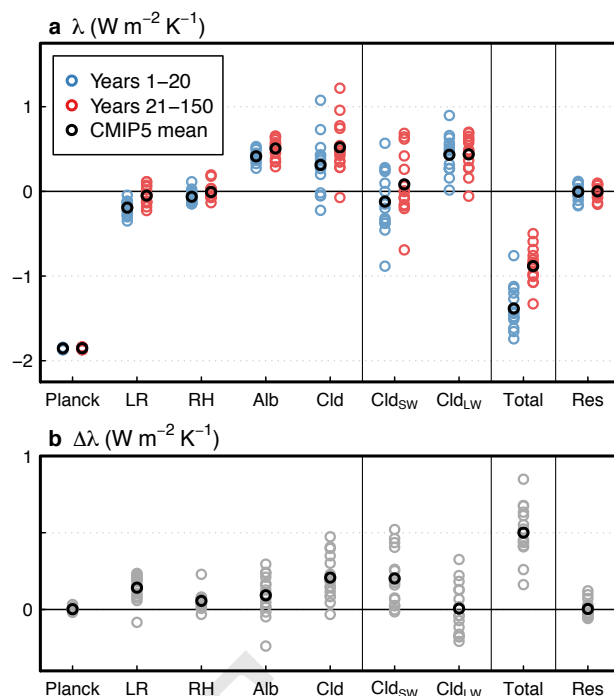 a λ (W m⁻² K⁻¹)
Years 1–20
Years 21–150
CMIP5 mean
1
0
−1
−2
Planck LR RH Alb Cld Cld_SW Cld_LW Total Res
b Δλ (W m⁻² K⁻¹)
1
0
Planck LR RH Alb Cld Cld_SW Cld_LW Total Res